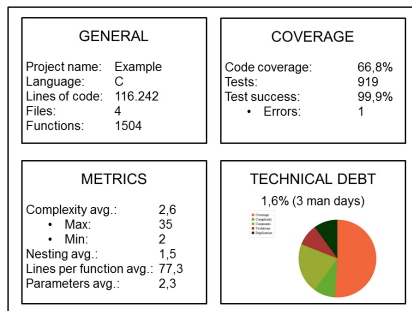 GENERAL
Project name: Example
Language: C
Lines of code: 116.242
Files: 4
Functions: 1504
COVERAGE
Code coverage: 66,8%
Tests: 919
Test success: 99,9%
• Errors: 1
METRICS
Complexity avg.: 2,6
• Max: 35
• Min: 2
Nesting avg.: 1,5
Lines per function avg.: 77,3
Parameters avg.: 2,3
TECHNICAL DEBT
1,6% (3 man days)
Coverage
Complexity
Comments
Violations
Duplication